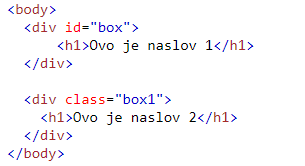 <body>
<div id="box">
<h1>Ovo je naslov 1</h1>
</div>
<div class="box1">
<h1>Ovo je naslov 2</h1>
</div>
</body>